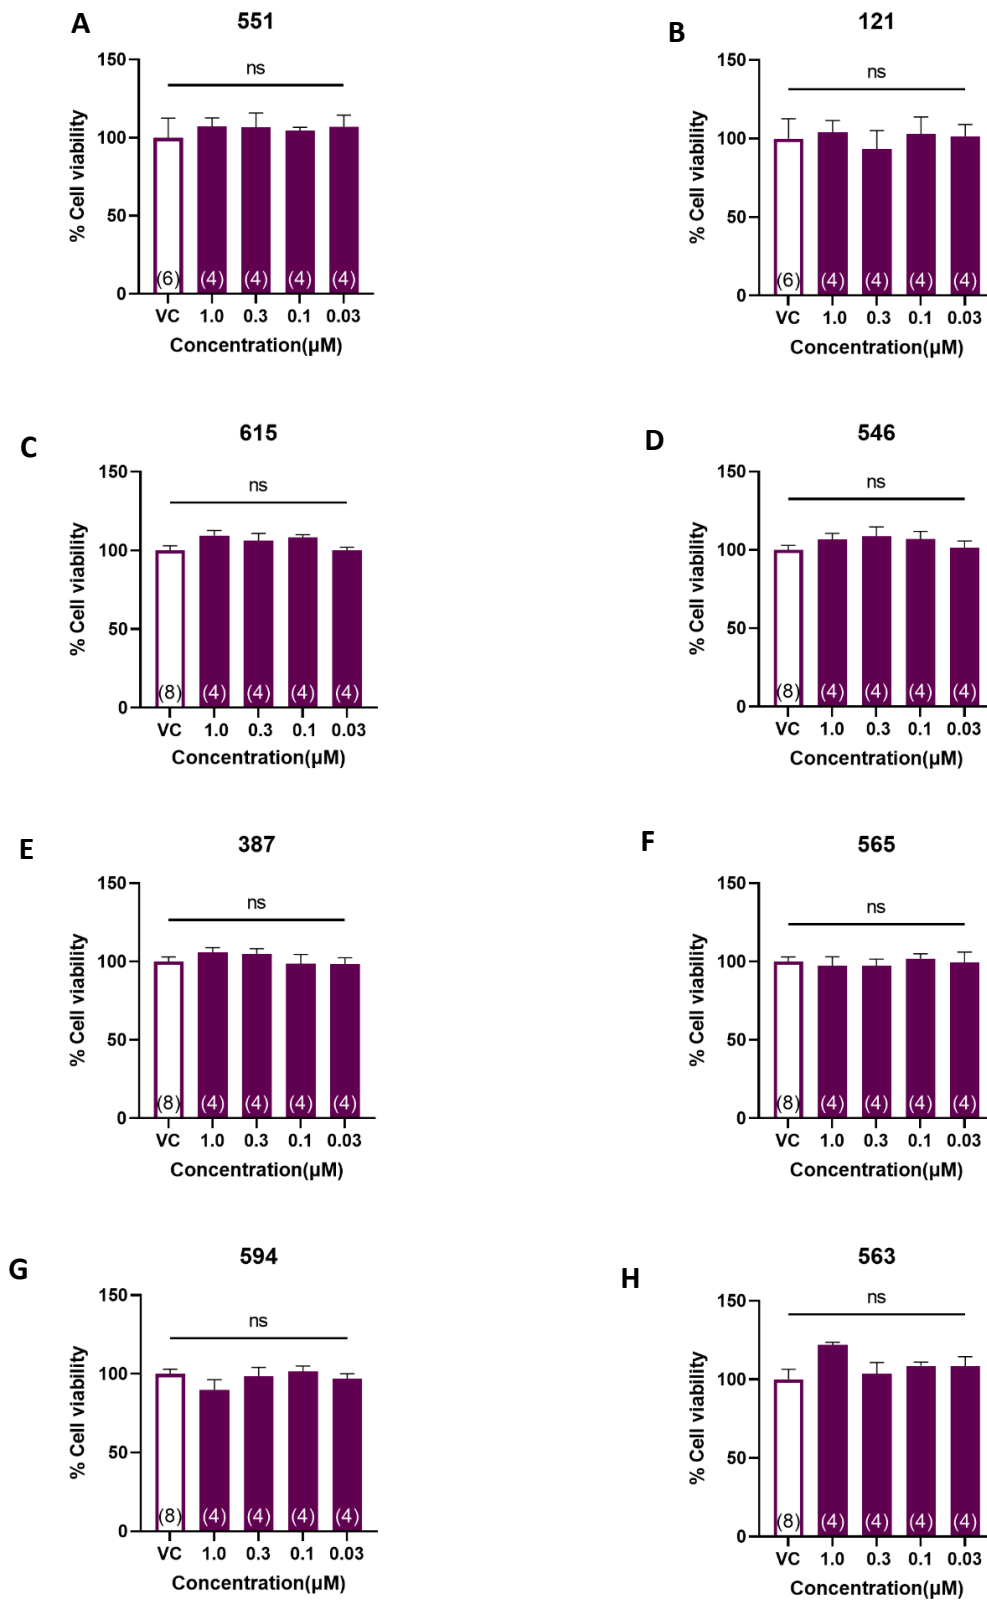 A
551
150
100
50
0
% Cell viability
ns
(6) (4) (4) (4) (4)
VC 1.0 0.3 0.1 0.03
Concentration(µM)
B
121
150
100
50
0
% Cell viability
ns
(6) (4) (4) (4) (4)
VC 1.0 0.3 0.1 0.03
Concentration(µM)
C
615
150
100
50
0
% Cell viability
ns
(8) (4) (4) (4) (4)
VC 1.0 0.3 0.1 0.03
Concentration(µM)
D
546
150
100
50
0
% Cell viability
ns
(8) (4) (4) (4) (4)
VC 1.0 0.3 0.1 0.03
Concentration(µM)
E
387
150
100
50
0
% Cell viability
ns
(8) (4) (4) (4) (4)
VC 1.0 0.3 0.1 0.03
Concentration(µM)
F
565
150
100
50
0
% Cell viability
ns
(8) (4) (4) (4) (4)
VC 1.0 0.3 0.1 0.03
Concentration(µM)
G
594
150
100
50
0
% Cell viability
ns
(8) (4) (4) (4) (4)
VC 1.0 0.3 0.1 0.03
Concentration(µM)
H
563
150
100
50
0
% Cell viability
ns
(8) (4) (4) (4) (4)
VC 1.0 0.3 0.1 0.03
Concentration(µM)